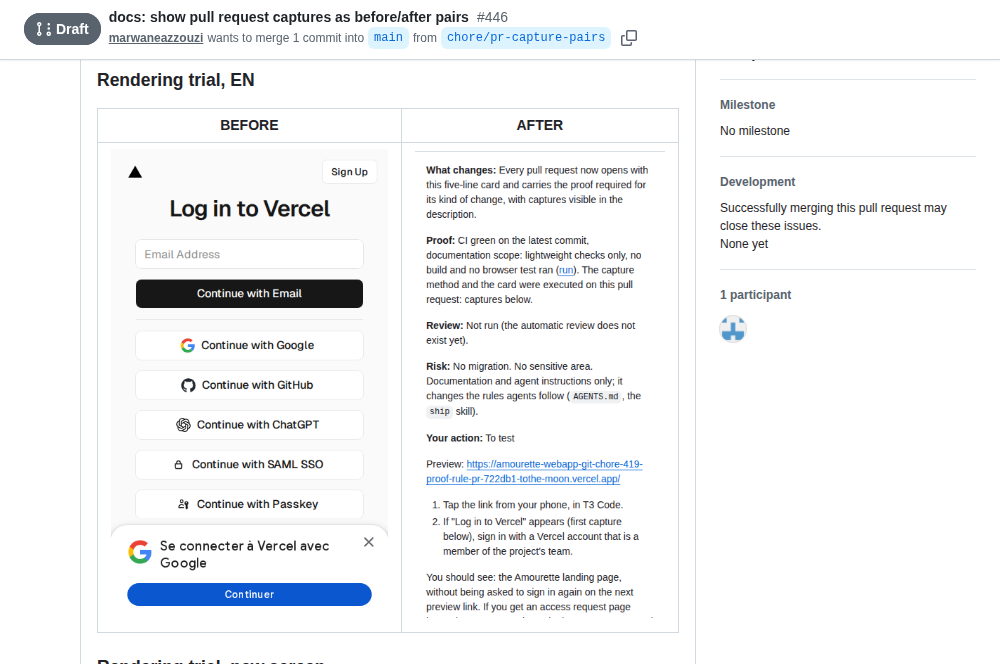 Draft
docs: show pull request captures as before/after pairs #446
marwaneazzouzi wants to merge 1 commit into main from chore/pr-capture-pairs
Rendering trial, EN
BEFORE
AFTER
Sign Up
Log in to Vercel
Email Address
Continue with Email
Continue with Google
Continue with GitHub
Continue with ChatGPT
Continue with SAML SSO
Continue with Passkey
Se connecter à Vercel avec
Google
Continuer
What changes: Every pull request now opens with
this five-line card and carries the proof required for
its kind of change, with captures visible in the
description.
Proof: CI green on the latest commit,
documentation scope: lightweight checks only, no
build and no browser test ran (run). The capture
method and the card were executed on this pull
request: captures below.
Review: Not run (the automatic review does not
exist yet).
Risk: No migration. No sensitive area.
Documentation and agent instructions only; it
changes the rules agents follow ( AGENTS.md , the
ship skill).
Your action: To test
Preview: https://amourette-webapp-git-chore-419-
proof-rule-pr-722db1-tothe-moon.vercel.app/
1. Tap the link from your phone, in T3 Code.
2. If "Log in to Vercel" appears (first capture
below), sign in with a Vercel account that is a
member of the project's team.
You should see: the Amourette landing page,
without being asked to sign in again on the next
preview link. If you get an access request page
Milestone
No milestone
Development
Successfully merging this pull request may
close these issues.
None yet
1 participant
Rendering trial, new screen